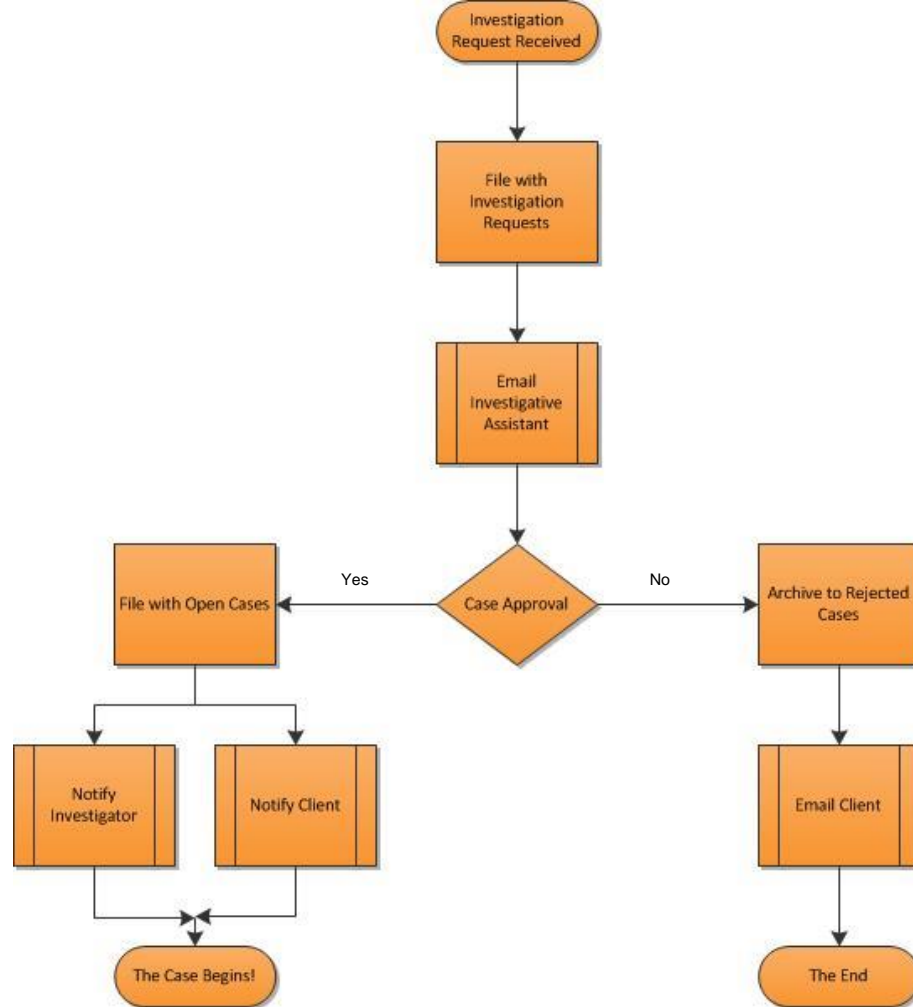 Investigation
Request Received
File with
Investigation
Requests
Email
Investigative
Assistant
Yes
No
File with Open Cases
Case Approval
Archive to Rejected
Cases
Notify
Investigator
Notify Client
Email Client
The Case Begins!
The End